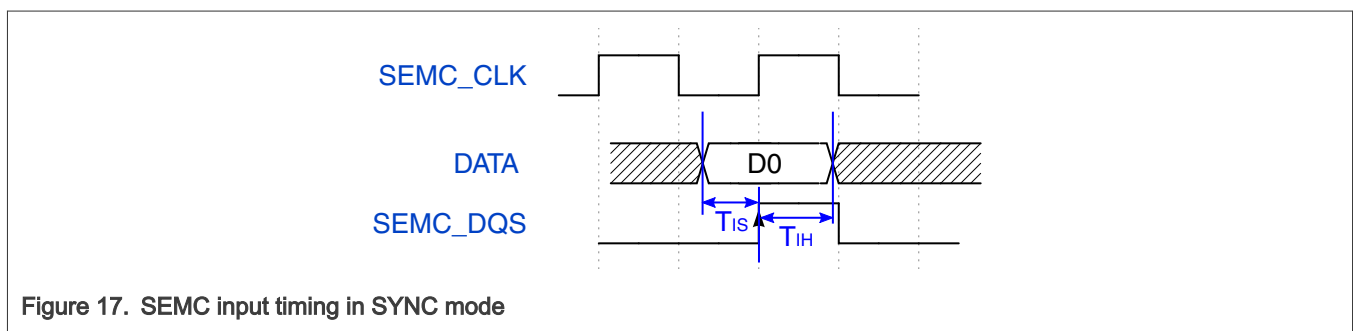 SEMC_CLK
DATA
D0
SEMC_DQS
TIS
TIH
Figure 17. SEMC input timing in SYNC mode